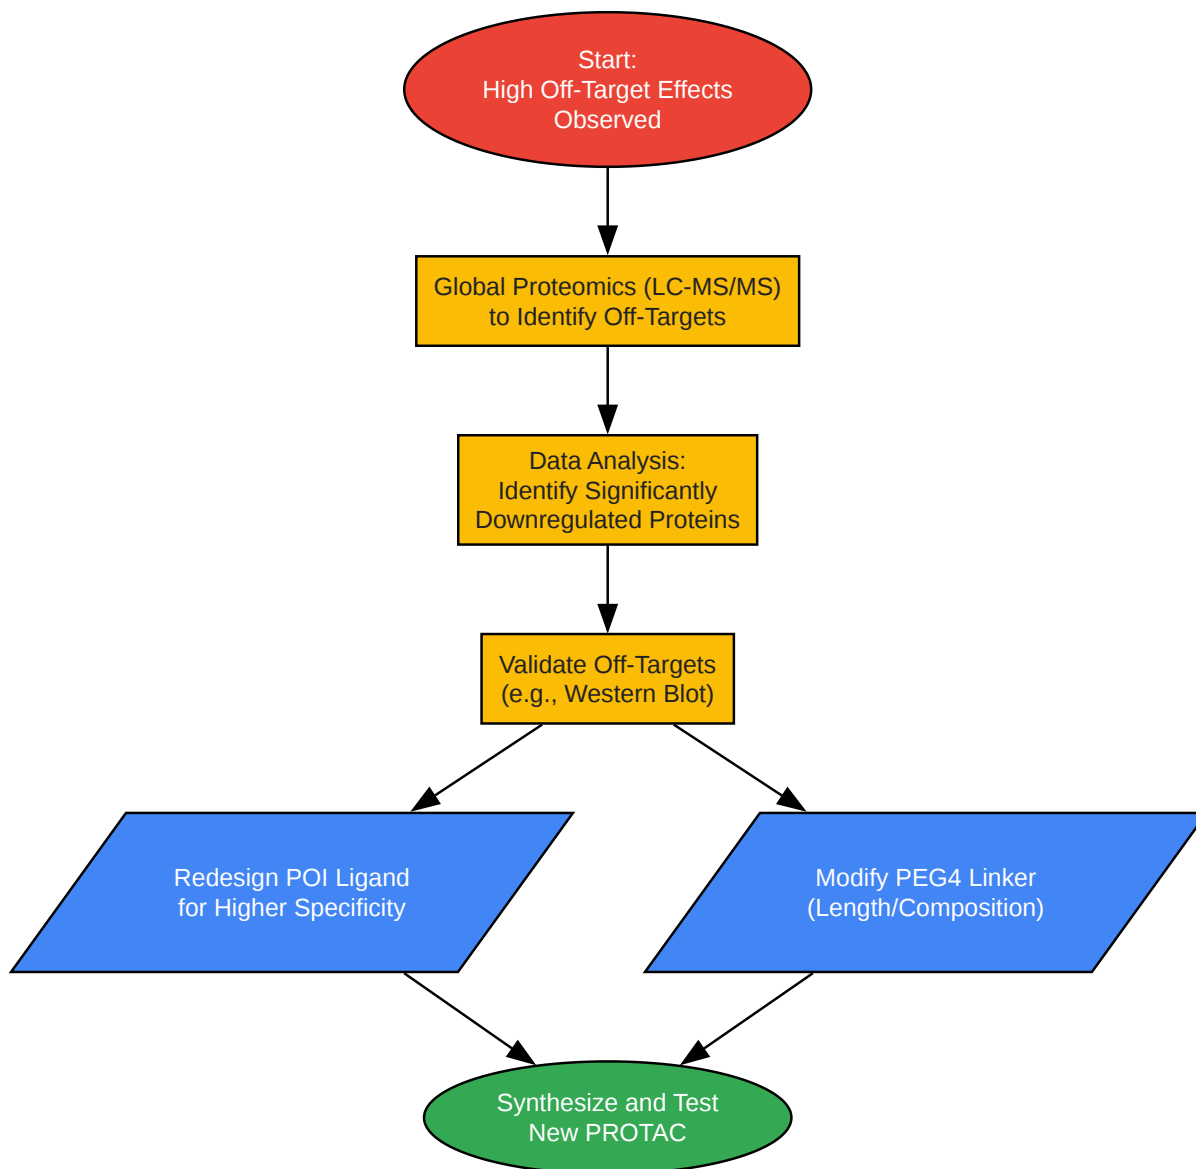 Start:
High Off-Target Effects
Observed
Global Proteomics (LC-MS/MS)
to Identify Off-Targets
Data Analysis:
Identify Significantly
Downregulated Proteins
Validate Off-Targets
(e.g., Western Blot)
Redesign POI Ligand
for Higher Specificity
Modify PEG4 Linker
(Length/Composition)
Synthesize and Test
New PROTAC